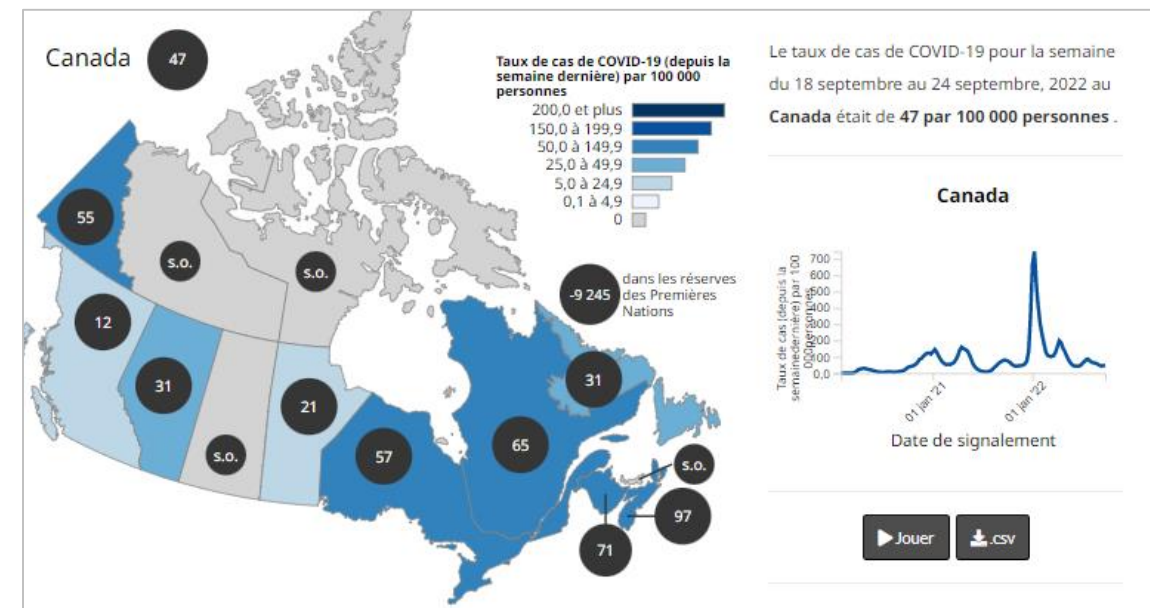 Canada
47
Taux de cas de COVID-19 (depuis la
semaine dernière) par 100 000
personnes
200,0 et plus
150,0 à 199,9
50,0 à 149,9
25,0 à 49,9
5,0 à 24,9
0,1 à 4,9
0
55
s.o.
s.o.
-9 245
dans les réserves
des Premières
Nations
12
31
s.o.
21
57
65
31
s.o.
97
71
Le taux de cas de COVID-19 pour la semaine
du 18 septembre au 24 septembre, 2022 au
Canada était de 47 par 100 000 personnes .
Canada
Taux de cas (depuis la
semainedernière) par 100
000personnes
700
600
500
400
300
200
100
0,0
01 jan '21
01 jan '22
Date de signalement
Jouer
.csv